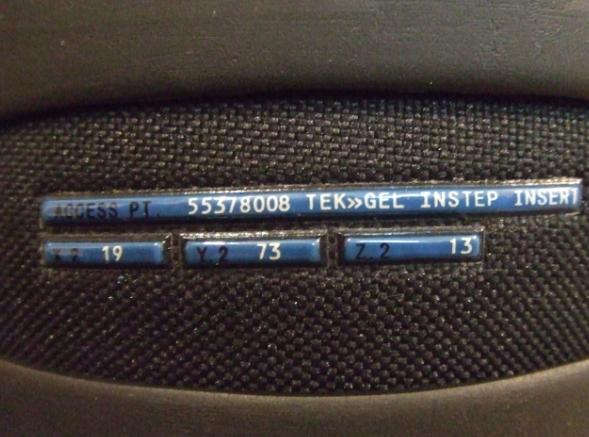 ACCESS PT. 55378008 TEK»GEL INSTEP INSERT
X.2 19 Y.2 73 Z.2 13